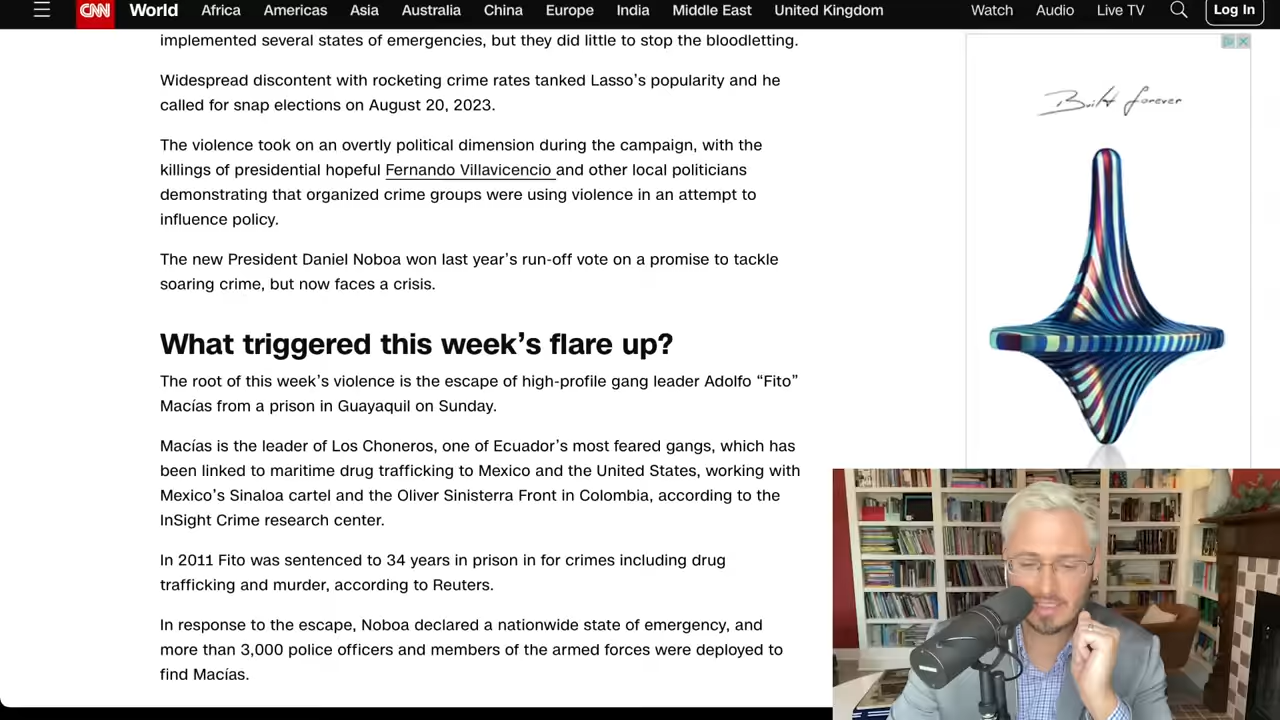 CNN World Africa Americas Asia Australia China Europe India Middle East United Kingdom Watch Audio Live TV Log In
implemented several states of emergencies, but they did little to stop the bloodletting.
Widespread discontent with rocketing crime rates tanked Lasso’s popularity and he
called for snap elections on August 20, 2023.
The violence took on an overtly political dimension during the campaign, with the
killings of presidential hopeful Fernando Villavicencio and other local politicians
demonstrating that organized crime groups were using violence in an attempt to
influence policy.
The new President Daniel Noboa won last year’s run-off vote on a promise to tackle
soaring crime, but now faces a crisis.
What triggered this week’s flare up?
The root of this week’s violence is the escape of high-profile gang leader Adolfo “Fito”
Macías from a prison in Guayaquil on Sunday.
Macías is the leader of Los Choneros, one of Ecuador’s most feared gangs, which has
been linked to maritime drug trafficking to Mexico and the United States, working with
Mexico’s Sinaloa cartel and the Oliver Sinisterra Front in Colombia, according to the
InSight Crime research center.
In 2011 Fito was sentenced to 34 years in prison in for crimes including drug
trafficking and murder, according to Reuters.
In response to the escape, Noboa declared a nationwide state of emergency, and
more than 3,000 police officers and members of the armed forces were deployed to
find Macías.
Built forever